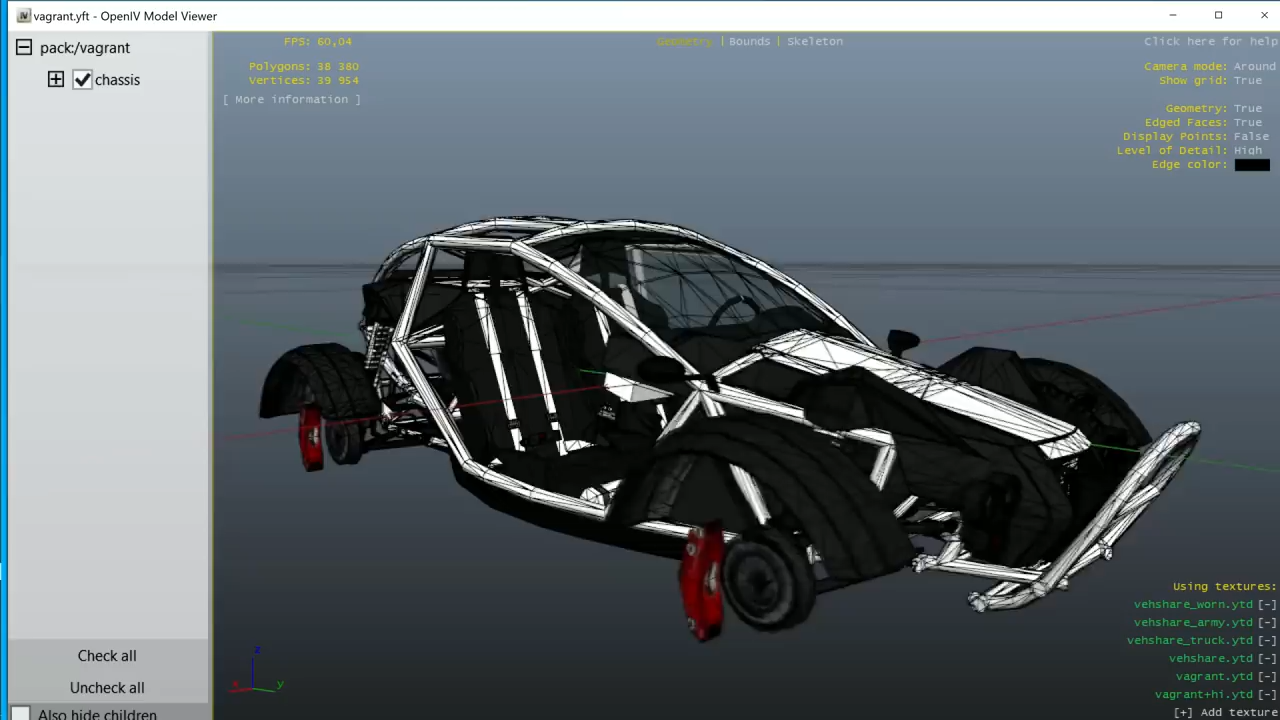 vagrant.yft - OpenIV Model Viewer
pack:/vagrant
chassis
Check all
Uncheck all
Also hide children
FPS: 60,04
Polygons: 38 380
Vertices: 39 954
[ More information ]
Geometry | Bounds | Skeleton
Click here for help
Camera mode: Around
Show grid: True
Geometry: True
Edged Faces: True
Display Points: False
Level of Detail: High
Edge color:
z
x
y
Using textures:
vehshare_worn.ytd [-]
vehshare_army.ytd [-]
vehshare_truck.ytd [-]
vehshare.ytd [-]
vagrant.ytd [-]
vagrant+hi.ytd [-]
[+] Add texture